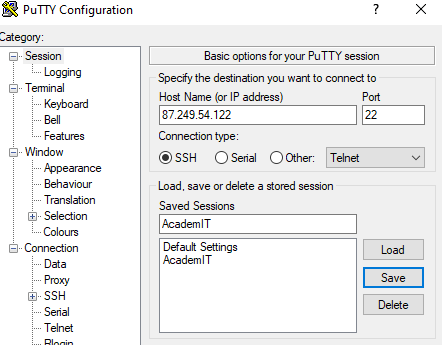 PuTTY Configuration
Category:
Session
Logging
Terminal
Keyboard
Bell
Features
Window
Appearance
Behaviour
Translation
Selection
Colours
Connection
Data
Proxy
SSH
Serial
Telnet
Rlogin
Basic options for your PuTTY session
Specify the destination you want to connect to
Host Name (or IP address) Port
87.249.54.122 22
Connection type:
SSH Serial Other: Telnet
Load, save or delete a stored session
Saved Sessions
AcademIT
Default Settings
AcademIT
Load
Save
Delete